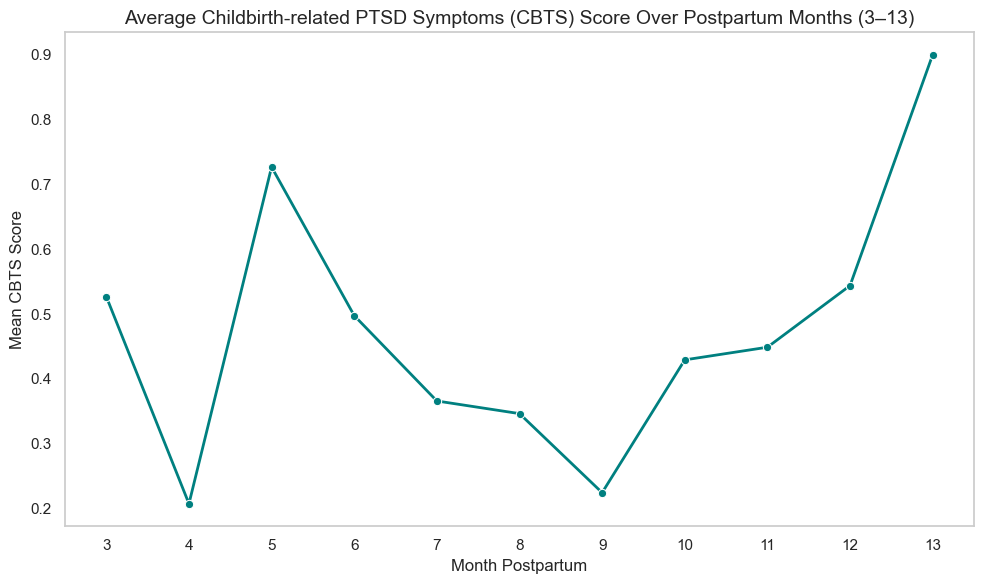 Average Childbirth-related PTSD Symptoms (CBTS) Score Over Postpartum Months (3–13)
Mean CBTS Score
0.9
0.8
0.7
0.6
0.5
0.4
0.3
0.2
3 4 5 6 7 8 9 10 11 12 13
Month Postpartum